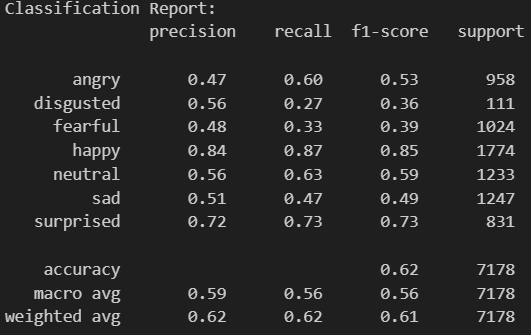 Classification Report:
precision recall f1-score support
angry 0.47 0.60 0.53 958
disgusted 0.56 0.27 0.36 111
fearful 0.48 0.33 0.39 1024
happy 0.84 0.87 0.85 1774
neutral 0.56 0.63 0.59 1233
sad 0.51 0.47 0.49 1247
surprised 0.72 0.73 0.73 831
accuracy 0.62 7178
macro avg 0.59 0.56 0.56 7178
weighted avg 0.62 0.62 0.61 7178